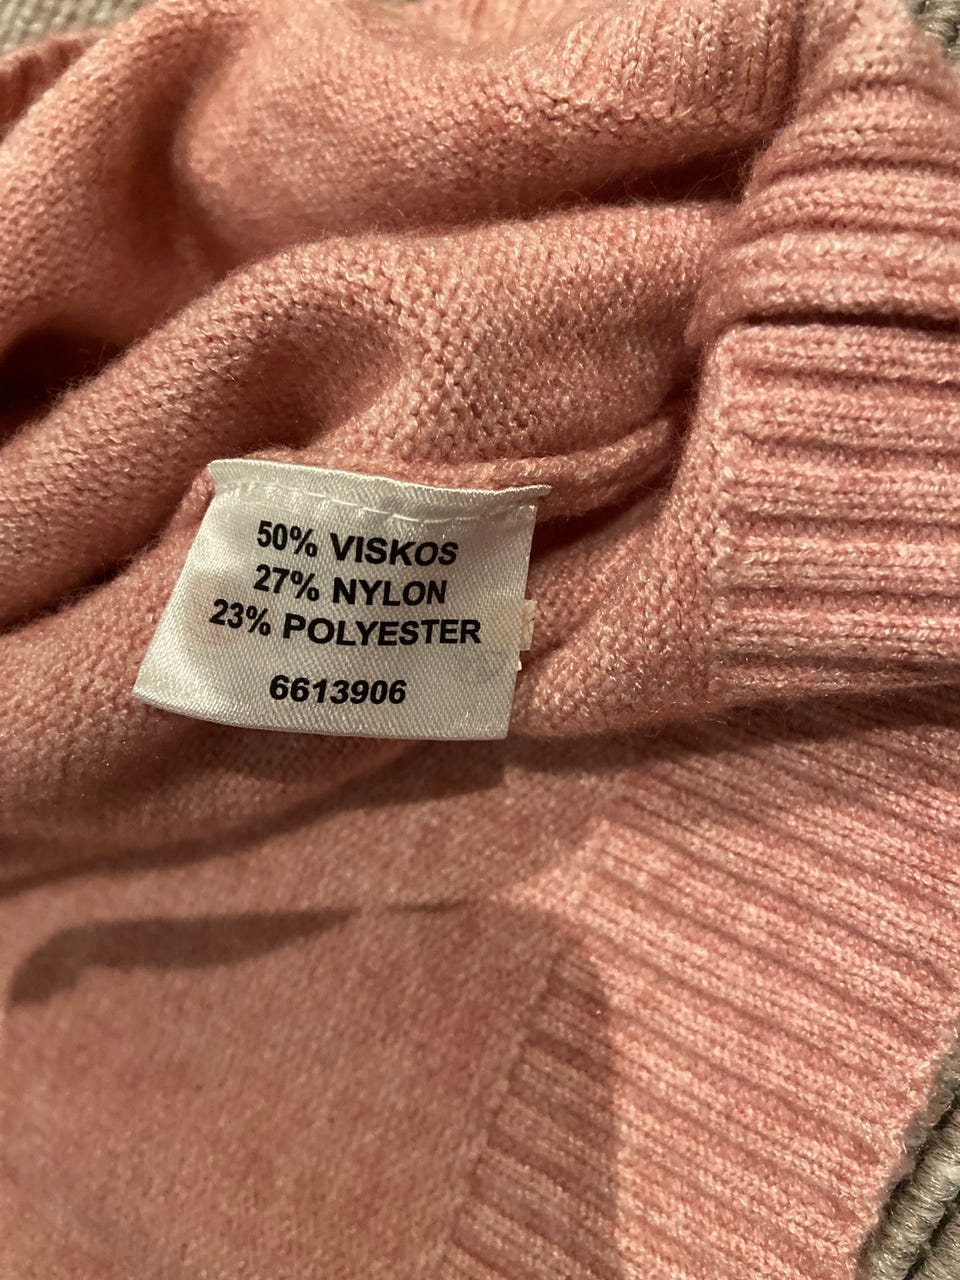 50% VISKOS
27% NYLON
23% POLYESTER
6613906